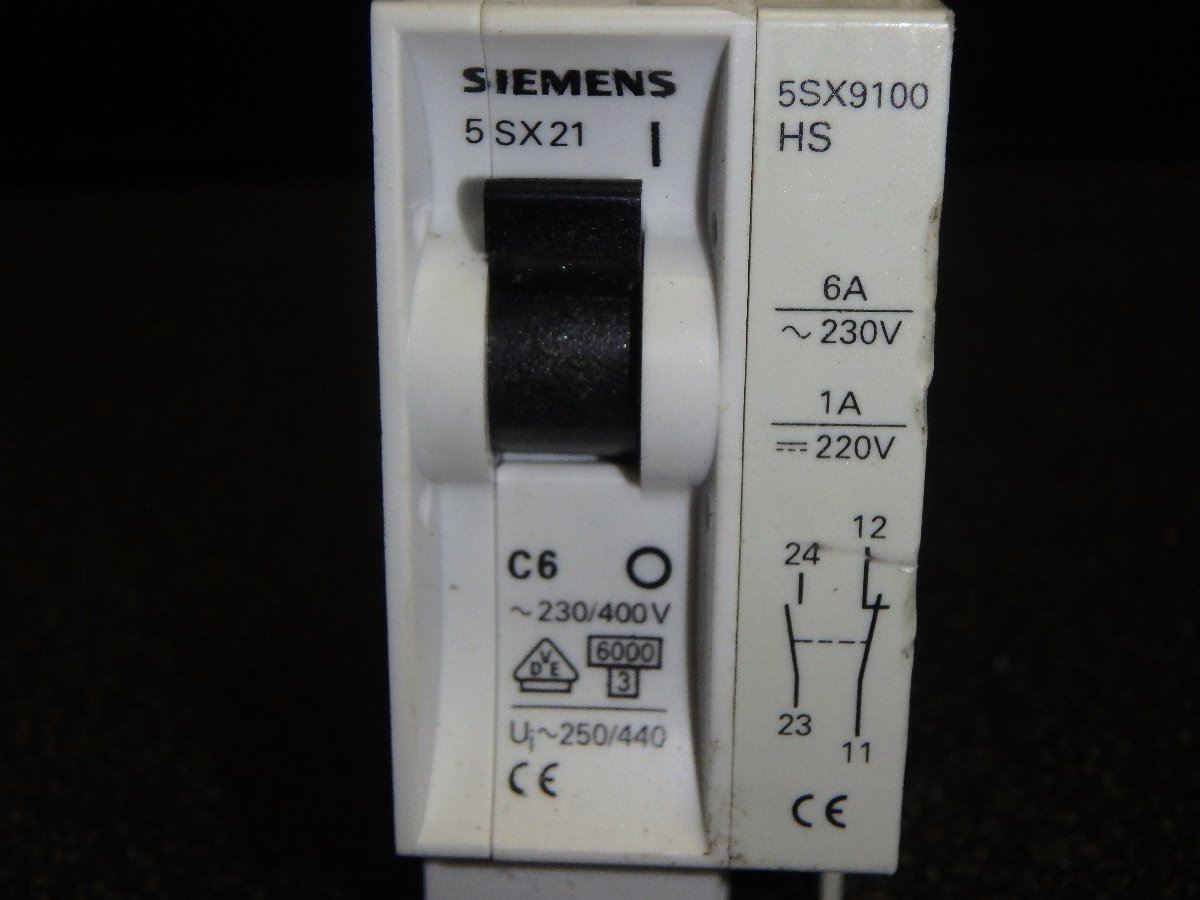 SIEMENS
5 SX21
I
C6 O
~230/400V
VDE
6000
3
Ui~250/440
CE
5SX9100
HS
6A
~230V
1A
⎓220V
12
24
23
11
CE